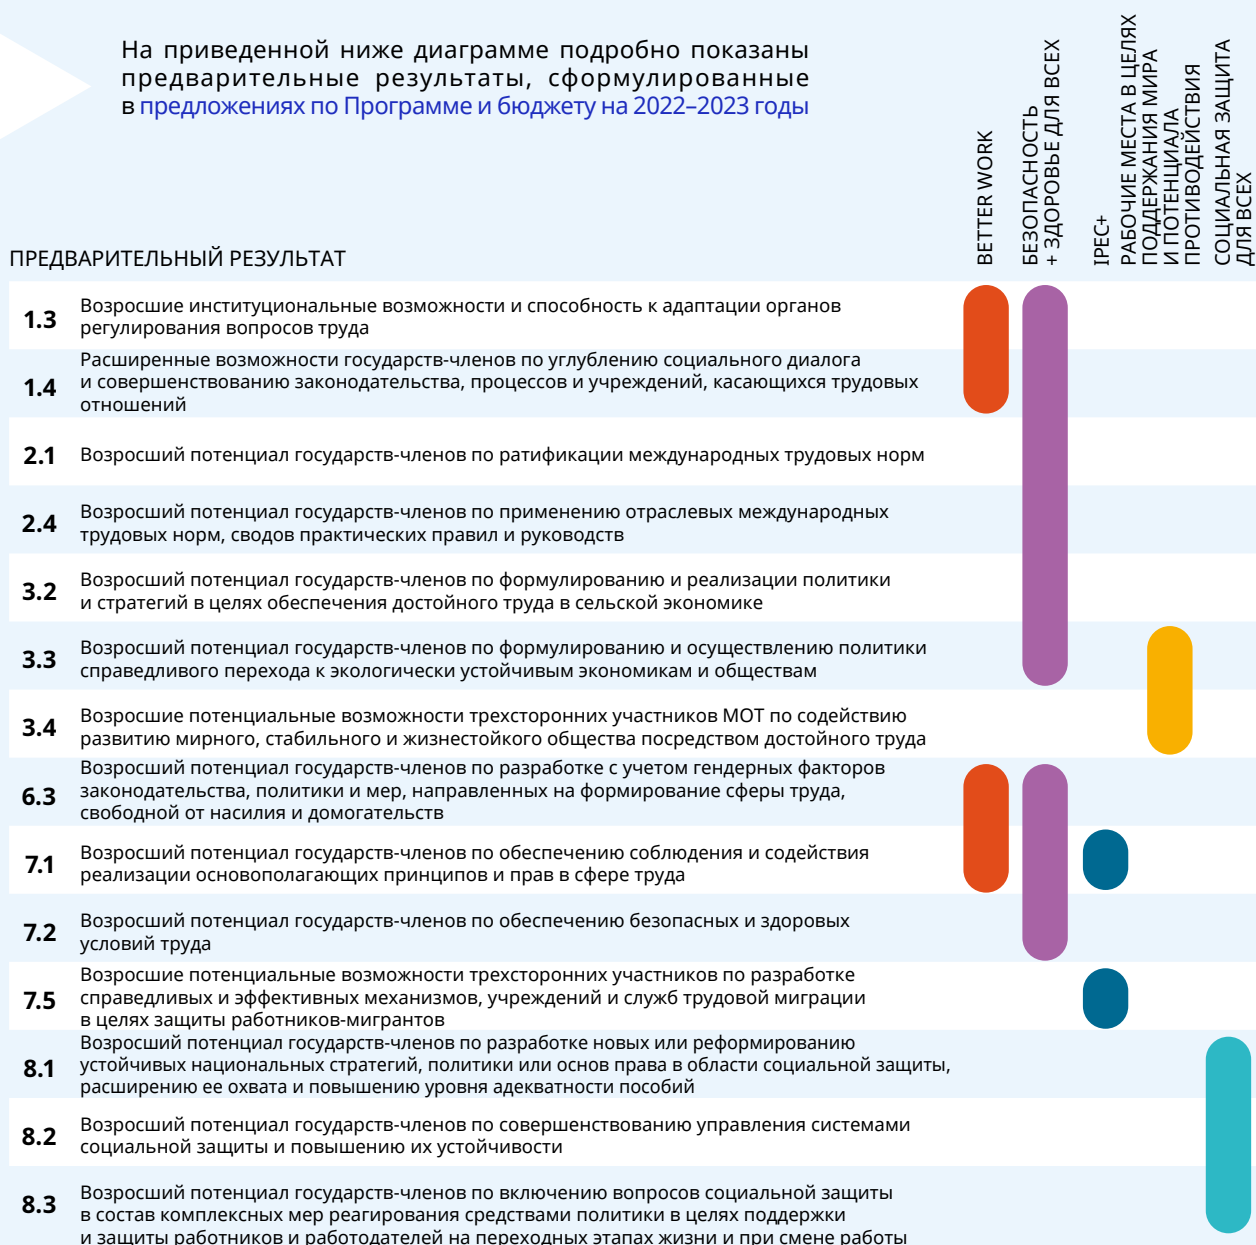 На приведенной ниже диаграмме подробно показаны
предварительные результаты, сформулированные
в предложениях по Программе и бюджету на 2022–2023 годы
BETTER WORK
БЕЗОПАСНОСТЬ
+ ЗДОРОВЬЕ ДЛЯ ВСЕХ
IPEC+
РАБОЧИЕ МЕСТА В ЦЕЛЯХ
ПОДДЕРЖАНИЯ МИРА
И ПОТЕНЦИАЛА
ПРОТИВОДЕЙСТВИЯ
СОЦИАЛЬНАЯ ЗАЩИТА
ДЛЯ ВСЕХ
ПРЕДВАРИТЕЛЬНЫЙ РЕЗУЛЬТАТ
1.3
Возросшие институциональные возможности и способность к адаптации органов
регулирования вопросов труда
1.4
Расширенные возможности государств-членов по углублению социального диалога
и совершенствованию законодательства, процессов и учреждений, касающихся трудовых
отношений
2.1
Возросший потенциал государств-членов по ратификации международных трудовых норм
2.4
Возросший потенциал государств-членов по применению отраслевых международных
трудовых норм, сводов практических правил и руководств
3.2
Возросший потенциал государств-членов по формулированию и реализации политики
и стратегий в целях обеспечения достойного труда в сельской экономике
3.3
Возросший потенциал государств-членов по формулированию и осуществлению политики
справедливого перехода к экологически устойчивым экономикам и обществам
3.4
Возросшие потенциальные возможности трехсторонних участников МОТ по содействию
развитию мирного, стабильного и жизнестойкого общества посредством достойного труда
6.3
Возросший потенциал государств-членов по разработке с учетом гендерных факторов
законодательства, политики и мер, направленных на формирование сферы труда,
свободной от насилия и домогательств
7.1
Возросший потенциал государств-членов по обеспечению соблюдения и содействия
реализации основополагающих принципов и прав в сфере труда
7.2
Возросший потенциал государств-членов по обеспечению безопасных и здоровых
условий труда
7.5
Возросшие потенциальные возможности трехсторонних участников по разработке
справедливых и эффективных механизмов, учреждений и служб трудовой миграции
в целях защиты работников-мигрантов
8.1
Возросший потенциал государств-членов по разработке новых или реформированию
устойчивых национальных стратегий, политики или основ права в области социальной защиты,
расширению ее охвата и повышению уровня адекватности пособий
8.2
Возросший потенциал государств-членов по совершенствованию управления системами
социальной защиты и повышению их устойчивости
8.3
Возросший потенциал государств-членов по включению вопросов социальной защиты
в состав комплексных мер реагирования средствами политики в целях поддержки
и защиты работников и работодателей на переходных этапах жизни и при смене работы